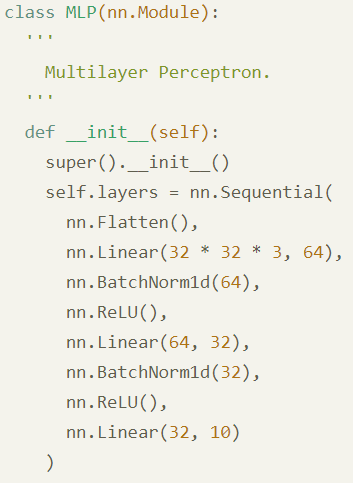 class MLP(nn.Module):
  '''
    Multilayer Perceptron.
  '''
  def __init__(self):
    super().__init__()
    self.layers = nn.Sequential(
      nn.Flatten(),
      nn.Linear(32 * 32 * 3, 64),
      nn.BatchNorm1d(64),
      nn.ReLU(),
      nn.Linear(64, 32),
      nn.BatchNorm1d(32),
      nn.ReLU(),
      nn.Linear(32, 10)
    )